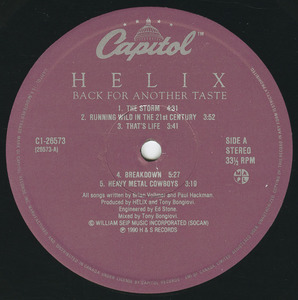 Capitol
HELIX
BACK FOR ANOTHER TASTE
1. THE STORM 4:31
2. RUNNING WILD IN THE 21st CENTURY 3:52
3. THAT'S LIFE 3:41
C1-26573
(26573-A)
SIDE A
STEREO
33⅓ RPM
4. BREAKDOWN 5:27
5. HEAVY METAL COWBOYS 3:19
All songs written by Brian Vollmer and Paul Hackman
Produced by HELIX and Tony Bongiovi.
Engineered by Ed Stone.
Mixed by Tony Bongiovi.
Ⓦ WILLIAM SEIP MUSIC INCORPORATED (SOCAN)
Ⓟ 1990 H & S RECORDS